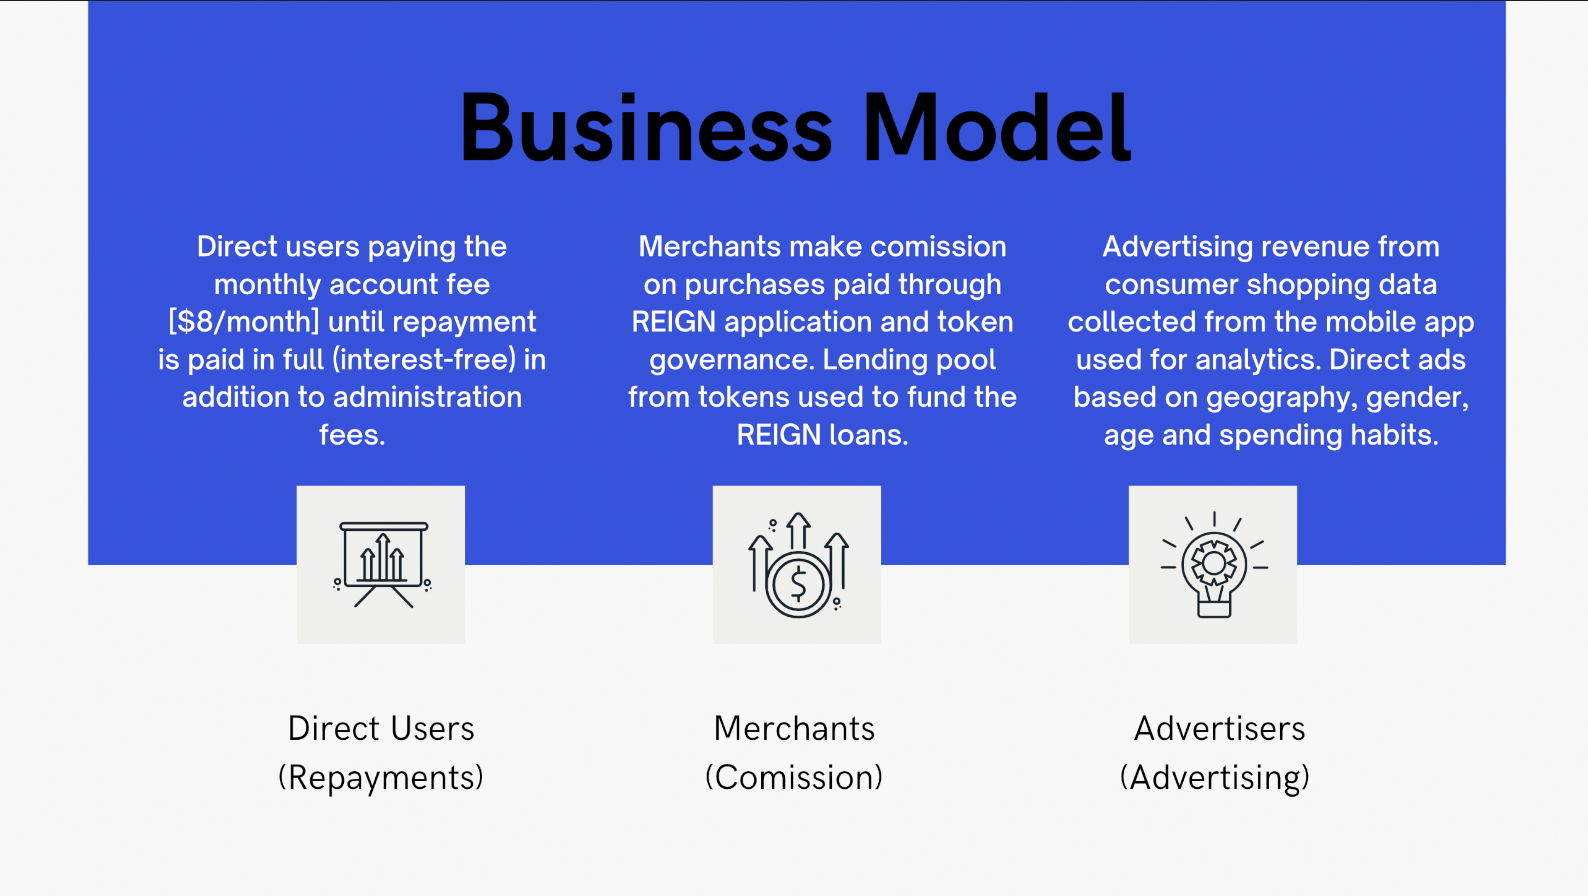 Business Model
Direct users paying the
monthly account fee
[$8/month] until repayment
is paid in full (interest-free) in
addition to administration
fees.
Merchants make comission
on purchases paid through
REIGN application and token
governance. Lending pool
from tokens used to fund the
REIGN loans.
Advertising revenue from
consumer shopping data
collected from the mobile app
used for analytics. Direct ads
based on geography, gender,
age and spending habits.
$
Direct Users
(Repayments)
Merchants
(Comission)
Advertisers
(Advertising)